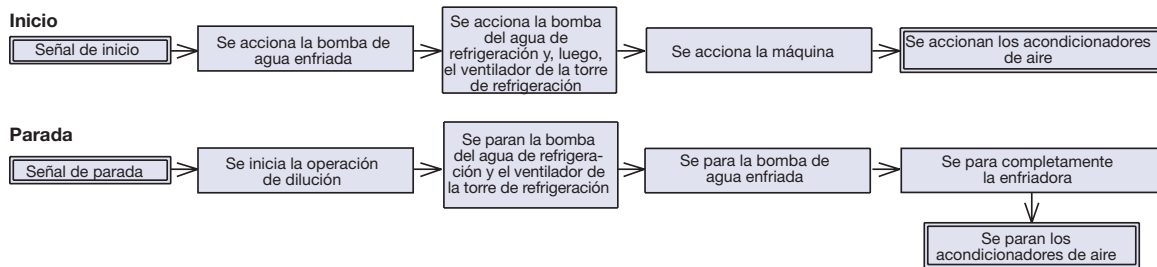 Inicio
Señal de inicio
Se acciona la bomba de
agua enfriada
Se acciona la bomba
del agua de
refrigeración y, luego,
el ventilador de la torre
de refrigeración
Se acciona la máquina
Se accionan los acondicionadores
de aire
Parada
Señal de parada
Se inicia la operación
de dilución
Se paran la bomba
del agua de refrigera-
ción y el ventilador de
la torre de refrigeración
Se para la bomba de
agua enfriada
Se para completamente
la enfriadora
Se paran los
acondicionadores de aire